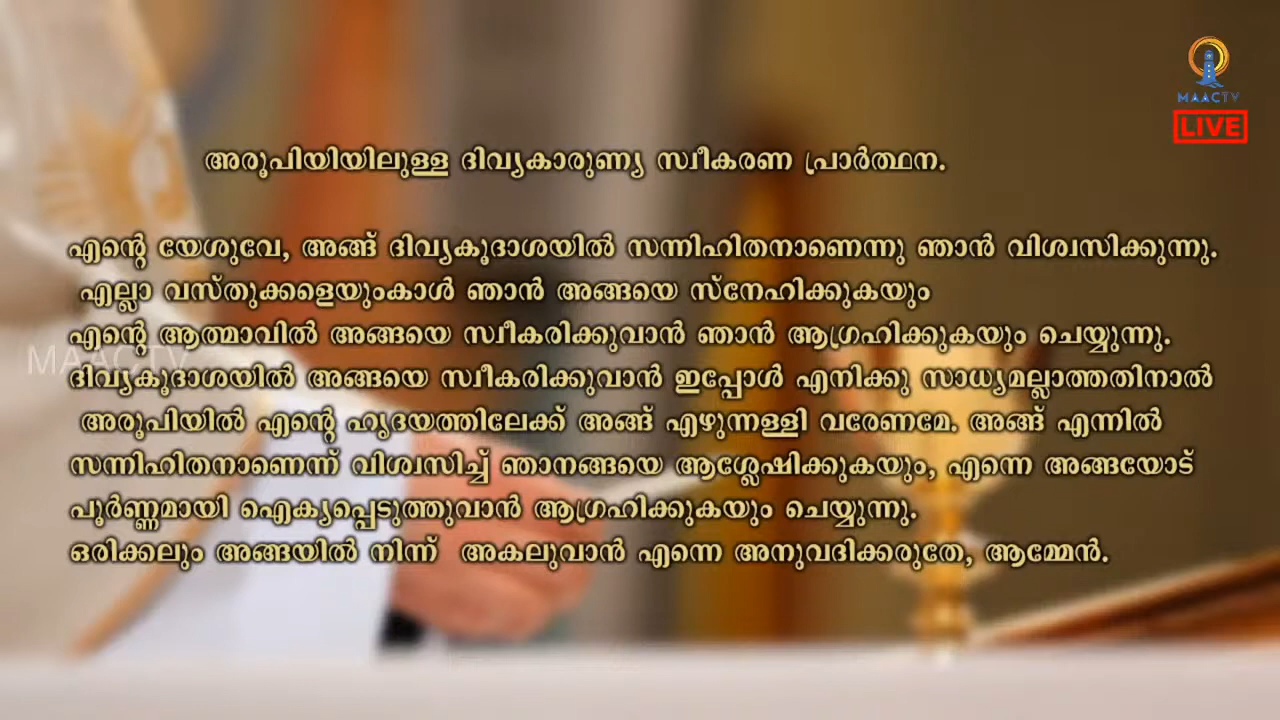 MAACTV
LIVE
അരൂപിയിയിലുള്ള ദിവ്യകാരുണ്യ സ്വീകരണ പ്രാർത്ഥന.
എന്റെ യേശുവേ, അങ്ങ് ദിവ്യകൂദാശയിൽ സന്നിഹിതനാണെന്നു ഞാൻ വിശ്വസിക്കുന്നു.
എല്ലാ വസ്തുക്കളെയുംകാൾ ഞാൻ അങ്ങയെ സ്നേഹിക്കുകയും
എന്റെ ആത്മാവിൽ അങ്ങയെ സ്വീകരിക്കുവാൻ ഞാൻ ആഗ്രഹിക്കുകയും ചെയ്യുന്നു.
MAACTV
ദിവ്യകൂദാശയിൽ അങ്ങയെ സ്വീകരിക്കുവാൻ ഇപ്പോൾ എനിക്കു സാധ്യമല്ലാത്തതിനാൽ
അരൂപിയിൽ എന്റെ ഹൃദയത്തിലേക്ക് അങ്ങ് എഴുന്നള്ളി വരേണമേ. അങ്ങ് എന്നിൽ
സന്നിഹിതനാണെന്ന് വിശ്വസിച്ച് ഞാനങ്ങയെ ആശ്ലേഷിക്കുകയും, എന്നെ അങ്ങയോട്
പൂർണ്ണമായി ഐക്യപ്പെടുത്തുവാൻ ആഗ്രഹിക്കുകയും ചെയ്യുന്നു.
ഒരിക്കലും അങ്ങയിൽ നിന്ന് അകലുവാൻ എന്നെ അനുവദിക്കരുതേ, ആമ്മേൻ.